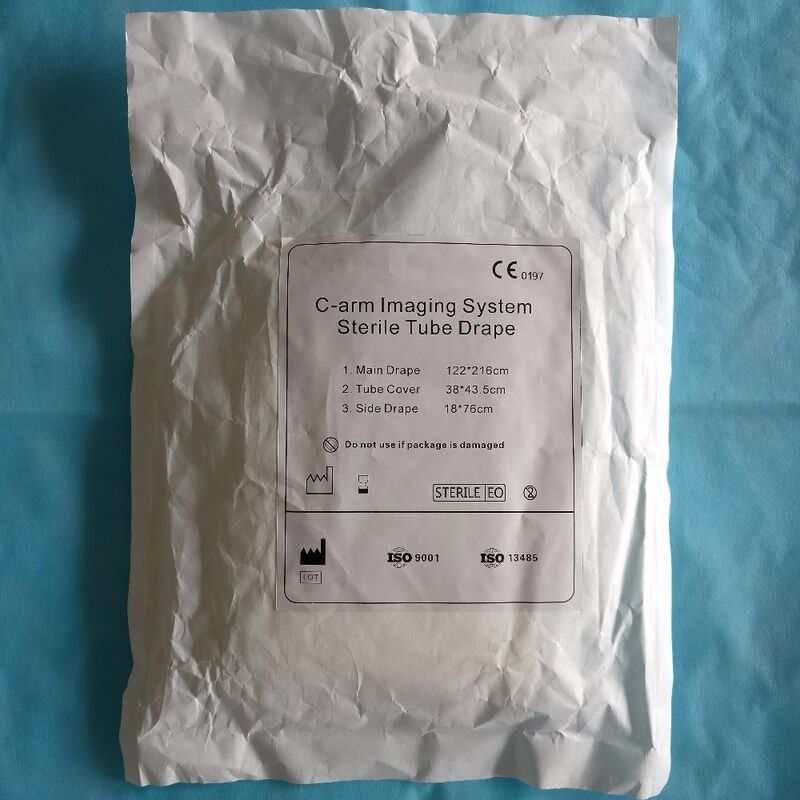 CE 0197
C-arm Imaging System
Sterile Tube Drape
1. Main Drape 122*216cm
2. Tube Cover 38*43.5cm
3. Side Drape 18*76cm
Do not use if package is damaged
STERILE EO 2
ISO 9001 ISO 13485
LOT